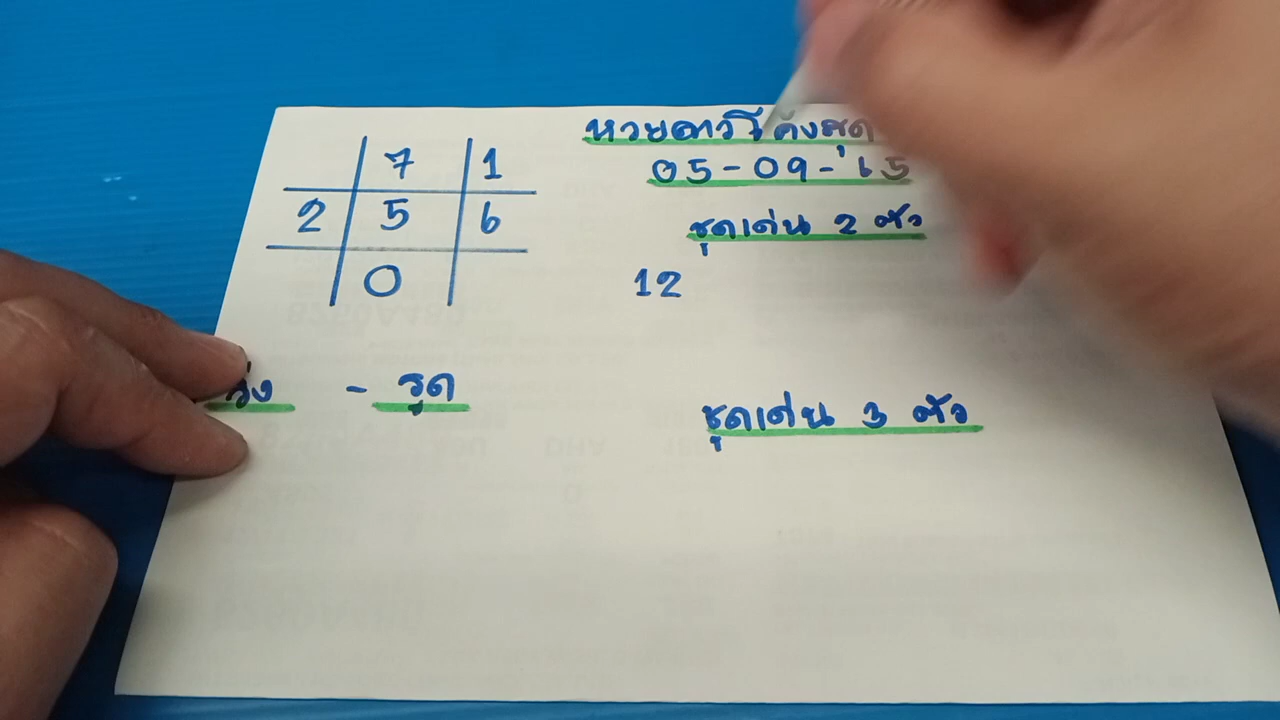 7 1
2 5 6
0
หวยดาววีดังสุด
05-09-'65
ชุดเด่น 2 ตัว
12
วิ่ง - รูด
ชุดเด่น 3 ตัว